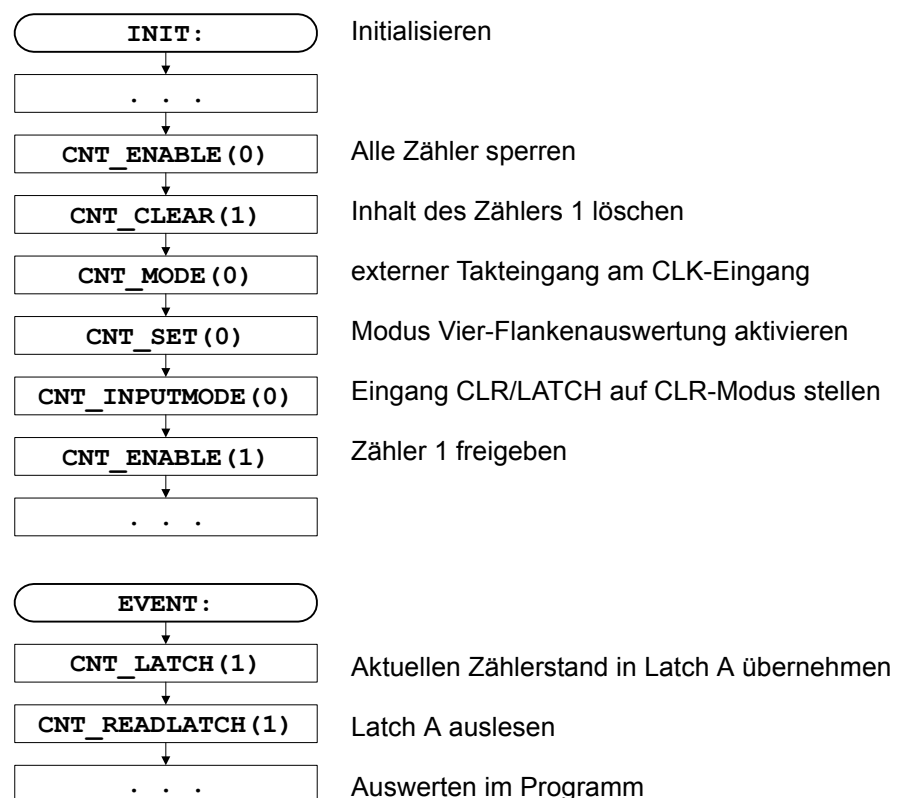 INIT: Initialisieren
. . .
CNT_ENABLE(0) Alle Zähler sperren
CNT_CLEAR(1) Inhalt des Zählers 1 löschen
CNT_MODE(0) externer Takteingang am CLK-Eingang
CNT_SET(0) Modus Vier-Flankenauswertung aktivieren
CNT_INPUTMODE(0) Eingang CLR/LATCH auf CLR-Modus stellen
CNT_ENABLE(1) Zähler 1 freigeben
. . .
EVENT:
CNT_LATCH(1) Aktuellen Zählerstand in Latch A übernehmen
CNT_READLATCH(1) Latch A auslesen
. . . Auswerten im Programm